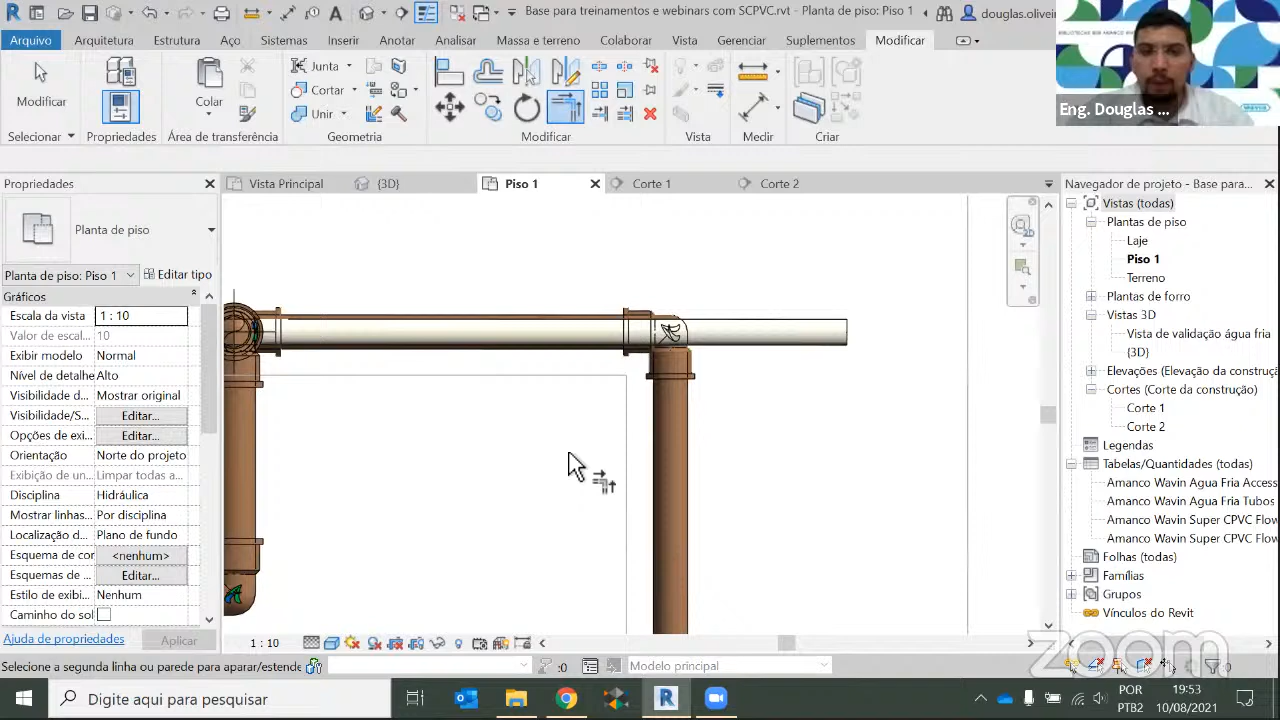 Base para treinamentos e webinars com SCPVC.rvt - Planta de piso: Piso 1
douglas.oliveir
Arquivo
Arquitetura
Estrutura
Aço
Sistemas
Inserir
Massa e
Colabora
Vista
Gerenciar
Suple
Modificar
Modificar
Selecionar
Propriedades
Colar
Área de transferência
Junta
Cortar
Unir
Geometria
Modificar
Vista
Medir
Criar
Eng. Douglas ...
Propriedades
Planta de piso
Planta de piso: Piso 1
Editar tipo
Gráficos
Escala da vista 1 : 10
Valor de escal... 10
Exibir modelo Normal
Nível de detalhe Alto
Visibilidade d... Mostrar original
Visibilidade/S... Editar...
Opções de exi... Editar...
Orientação Norte do projeto
Exibição de un... Limpar todas a...
Disciplina Hidráulica
Mostrar linhas... Por disciplina
Localização d... Plano de fundo
Esquema de cor <nenhum>
Esquemas de ... Editar...
Estilo de exibi... Nenhum
Caminho do sol
Ajuda de propriedades
Aplicar
Vista Principal
{3D}
Piso 1
Corte 1
Corte 2
Navegador de projeto - Base para...
Vistas (todas)
Plantas de piso
Laje
Piso 1
Terreno
Plantas de forro
Vistas 3D
Vista de validação água fria
{3D}
Elevações (Elevação da construçã
Cortes (Corte da construção)
Corte 1
Corte 2
Legendas
Tabelas/Quantidades (todas)
Amanco Wavin Agua Fria Access
Amanco Wavin Agua Fria Tubos
Amanco Wavin Super CPVC Flow
Amanco Wavin Super CPVC Flow
Folhas (todas)
Famílias
Grupos
Vínculos do Revit
1 : 10
Selecione a segunda linha ou parede para aparar/estende
:0
Modelo principal
zoom
Digite aqui para pesquisar
POR
PTB2
19:53
10/08/2021